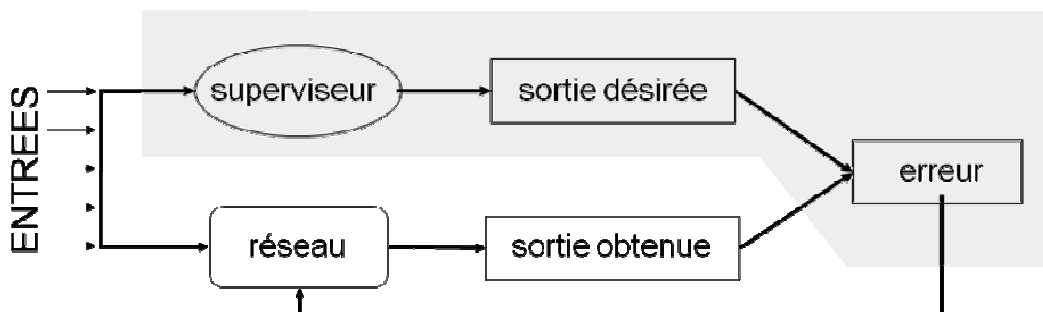 ENTREES
superviseur
sortie désirée
erreur
réseau
sortie obtenue